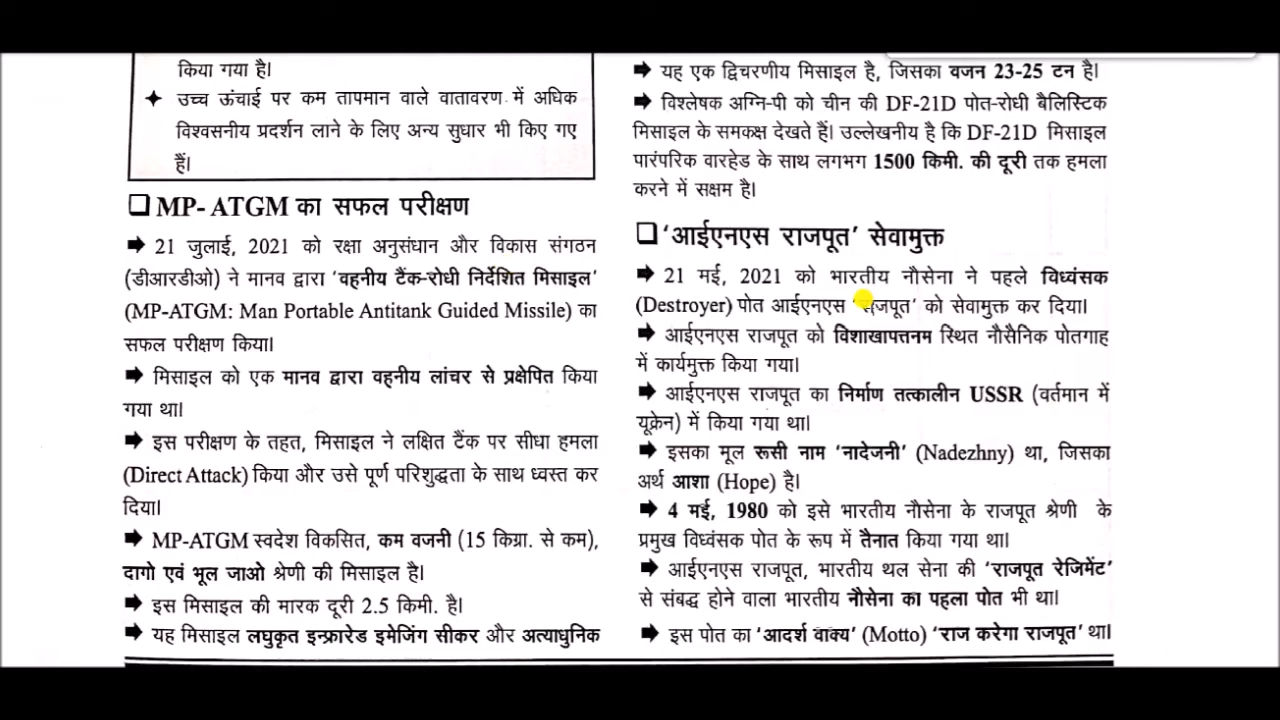 किया गया है।
✦ उच्च ऊंचाई पर कम तापमान वाले वातावरण में अधिक
विश्वसनीय प्रदर्शन लाने के लिए अन्य सुधार भी किए गए
हैं।
❑ MP- ATGM का सफल परीक्षण
➡ 21 जुलाई, 2021 को रक्षा अनुसंधान और विकास संगठन
(डीआरडीओ) ने मानव द्वारा 'वहनीय टैंक-रोधी निर्देशित मिसाइल'
(MP-ATGM: Man Portable Antitank Guided Missile) का
सफल परीक्षण किया।
➡ मिसाइल को एक मानव द्वारा वहनीय लांचर से प्रक्षेपित किया
गया था।
➡ इस परीक्षण के तहत, मिसाइल ने लक्षित टैंक पर सीधा हमला
(Direct Attack) किया और उसे पूर्ण परिशुद्धता के साथ ध्वस्त कर
दिया।
➡ MP-ATGM स्वदेश विकसित, कम वजनी (15 किग्रा. से कम),
दागो एवं भूल जाओ श्रेणी की मिसाइल है।
➡ इस मिसाइल की मारक दूरी 2.5 किमी. है।
➡ यह मिसाइल लघुकृत इन्फ्रारेड इमेजिंग सीकर और अत्याधुनिक
➡ यह एक द्विचरणीय मिसाइल है, जिसका वजन 23-25 टन है।
➡ विश्लेषक अग्नि-पी को चीन की DF-21D पोत-रोधी बैलिस्टिक
मिसाइल के समकक्ष देखते हैं। उल्लेखनीय है कि DF-21D मिसाइल
पारंपरिक वारहेड के साथ लगभग 1500 किमी. की दूरी तक हमला
करने में सक्षम है।
❑ 'आईएनएस राजपूत' सेवामुक्त
➡ 21 मई, 2021 को भारतीय नौसेना ने पहले विध्वंसक
(Destroyer) पोत आईएनएस 'राजपूत' को सेवामुक्त कर दिया।
➡ आईएनएस राजपूत को विशाखापत्तनम स्थित नौसैनिक पोतगाह
में कार्यमुक्त किया गया।
➡ आईएनएस राजपूत का निर्माण तत्कालीन USSR (वर्तमान में
यूक्रेन) में किया गया था।
➡ इसका मूल रूसी नाम 'नादेजनी' (Nadezhny) था, जिसका
अर्थ आशा (Hope) है।
➡ 4 मई, 1980 को इसे भारतीय नौसेना के राजपूत श्रेणी के
प्रमुख विध्वंसक पोत के रूप में तैनात किया गया था।
➡ आईएनएस राजपूत, भारतीय थल सेना की 'राजपूत रेजिमेंट'
से संबद्ध होने वाला भारतीय नौसेना का पहला पोत भी था।
➡ इस पोत का 'आदर्श वाक्य' (Motto) 'राज करेगा राजपूत' था।